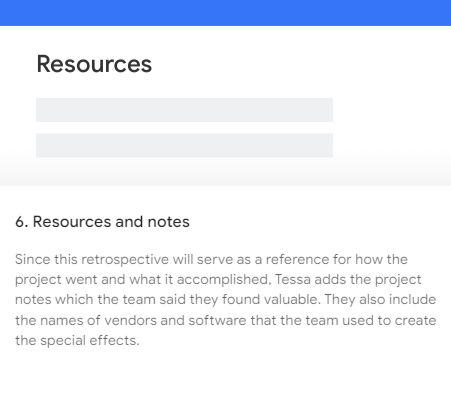 Resources
6. Resources and notes
Since this retrospective will serve as a reference for how the
project went and what it accomplished, Tessa adds the project
notes which the team said they found valuable. They also include
the names of vendors and software that the team used to create
the special effects.